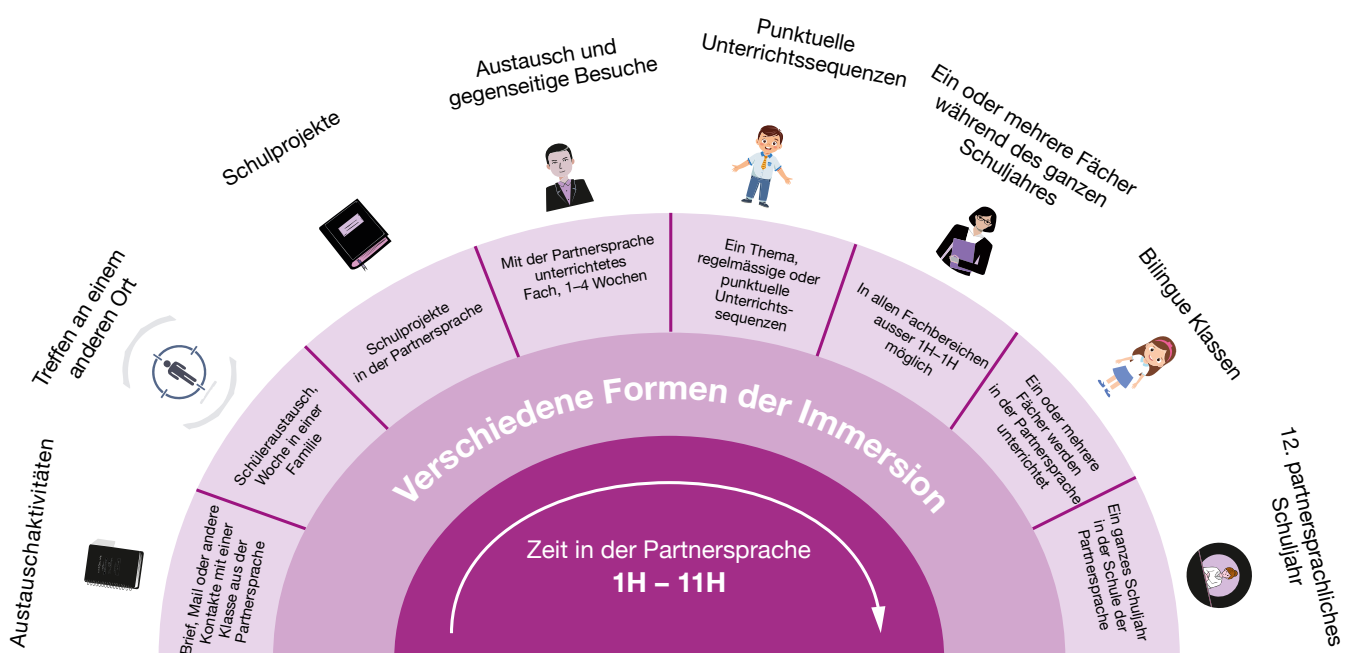 Austauschaktivitäten
Treffen an einem
anderen Ort
Schulprojekte
Austausch und
gegenseitige Besuche
Punktuelle
Unterrichtssequenzen
Ein oder mehrere Fächer
während des ganzen
Schuljahres
Bilingue Klassen
12. partnersprachliches
Schuljahr
Brief, Mail oder andere
Kontakte mit einer
Klasse aus der
Partnersprache
Schüleraustausch,
Woche in einer
Familie
Schulprojekte
in der Partnersprache
Mit der Partnersprache
unterrichtetes
Fach, 1–4 Wochen
Ein Thema,
regelmässige oder
punktuelle
Unterrichts-
sequenzen
In allen Fachbereichen
ausser 1H–1H
möglich
Ein oder mehrere
Fächer werden
in der Partnersprache
unterrichtet
Ein ganzes Schuljahr
in der Schule der
Partnersprache
Verschiedene Formen der Immersion
Zeit in der Partnersprache
1H – 11H